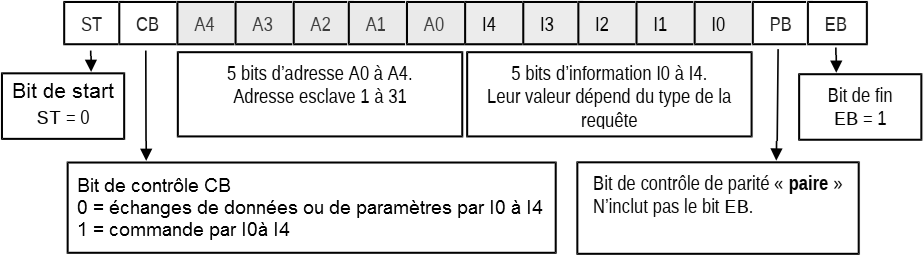 ST CB A4 A3 A2 A1 A0 I4 I3 I2 I1 I0 PB EB
Bit de start
ST = 0
5 bits d’adresse A0 à A4.
Adresse esclave 1 à 31
5 bits d’information I0 à I4.
Leur valeur dépend du type de la
requête
Bit de fin
EB = 1
Bit de contrôle CB
0 = échanges de données ou de paramètres par I0 à I4
1 = commande par I0à I4
Bit de contrôle de parité « paire »
N’inclut pas le bit EB.